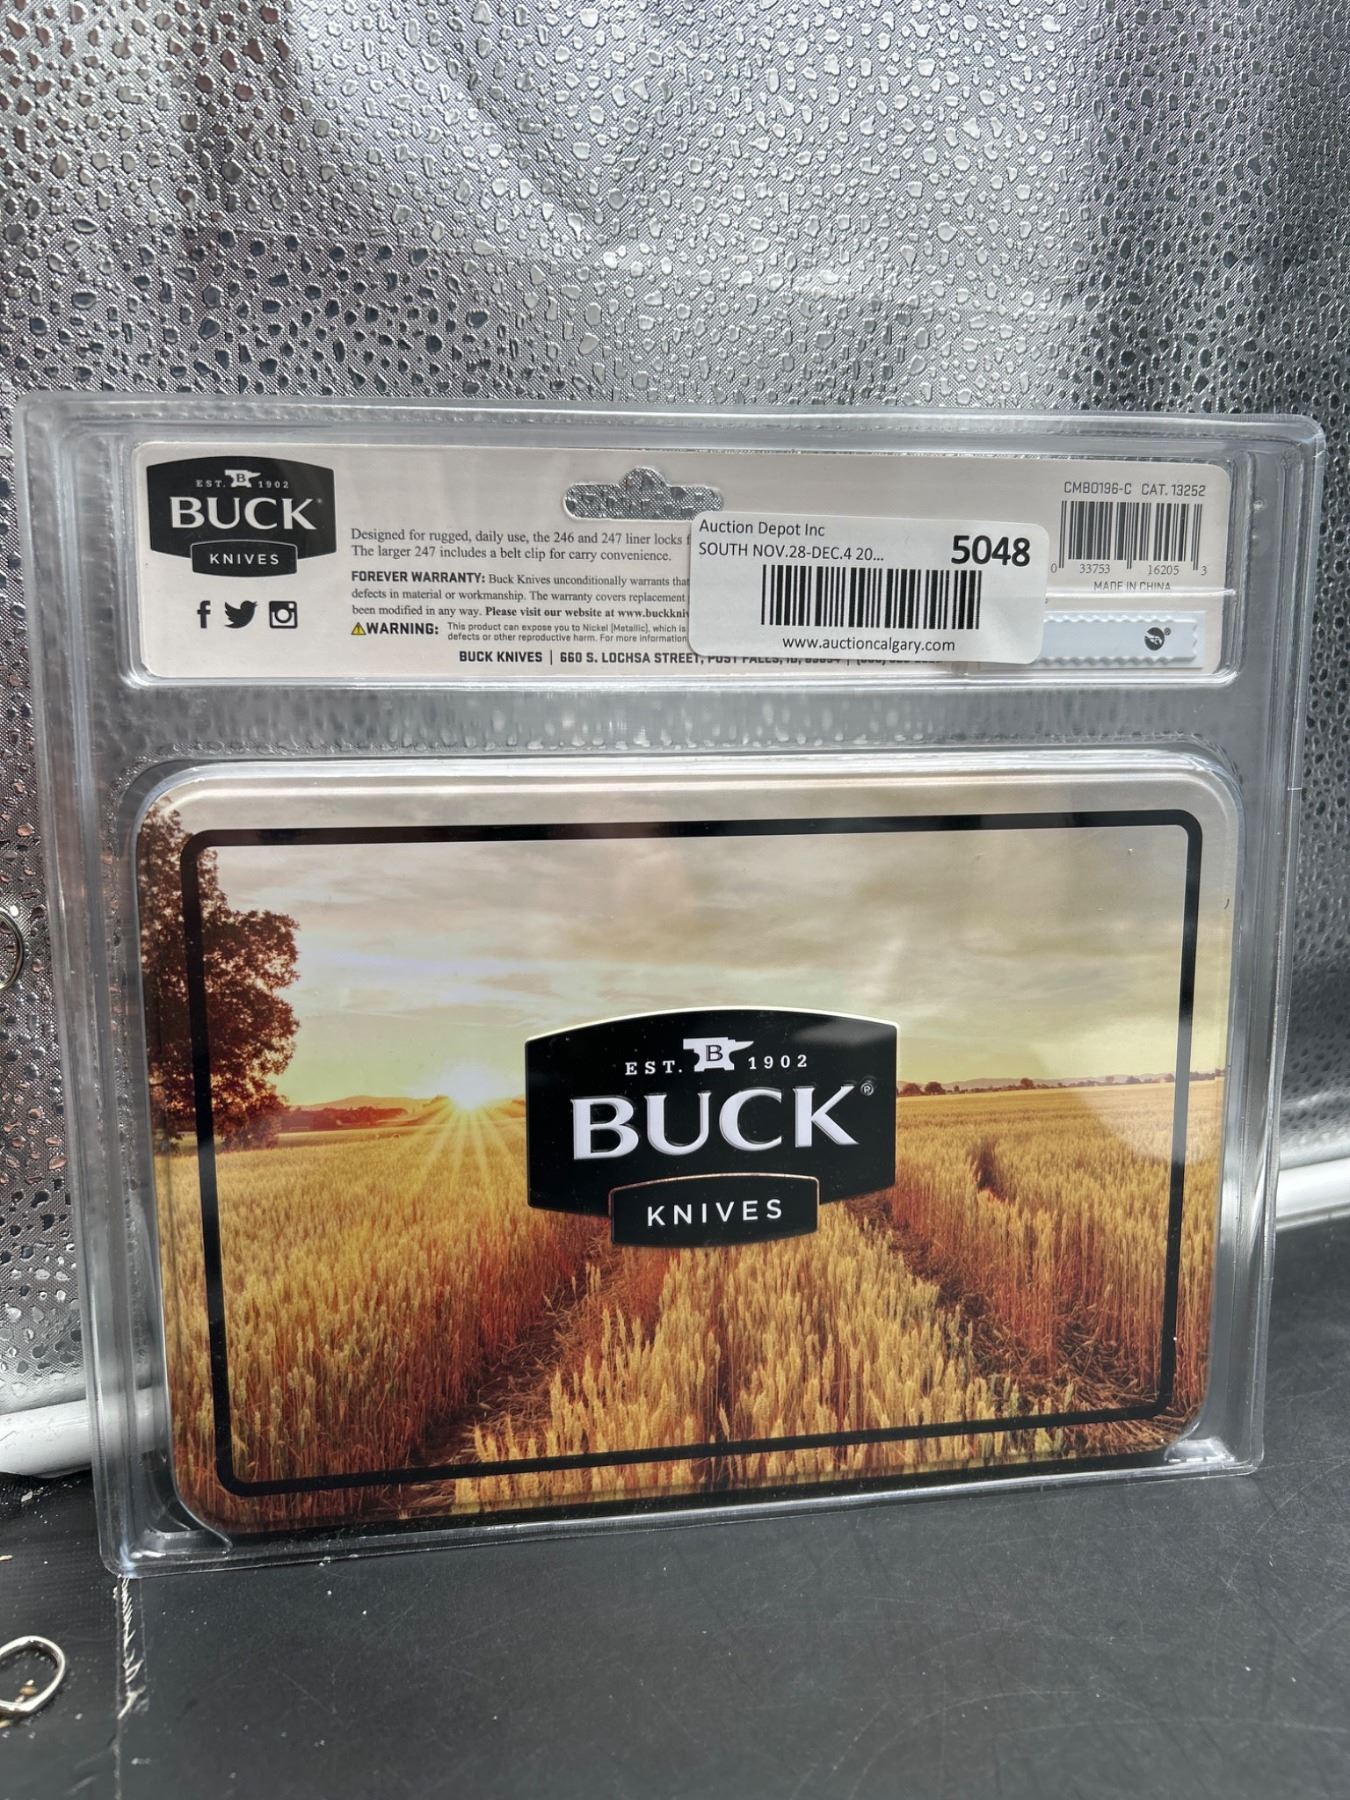 EST. B 1902
BUCK
KNIVES
Designed for rugged, daily use, the 246 and 247 liner locks
The larger 247 includes a belt clip for carry convenience.
FOREVER WARRANTY: Buck Knives unconditionally warrants that
defects in material or workmanship. The warranty covers replacement
been modified in any way. Please visit our website at www.buckkniv
WARNING: This product can expose you to Nickel (Metallic), which is
defects or other reproductive harm. For more information
BUCK KNIVES | 660 S. LOCHSA STREET, POST FALLS, ID, 83854
Auction Depot Inc
SOUTH NOV.28-DEC.4 20...
5048
www.auctioncalgary.com
CMB0196-C CAT. 13252
0 33753 16205 3
MADE IN CHINA
EST. B 1902
BUCK®
KNIVES